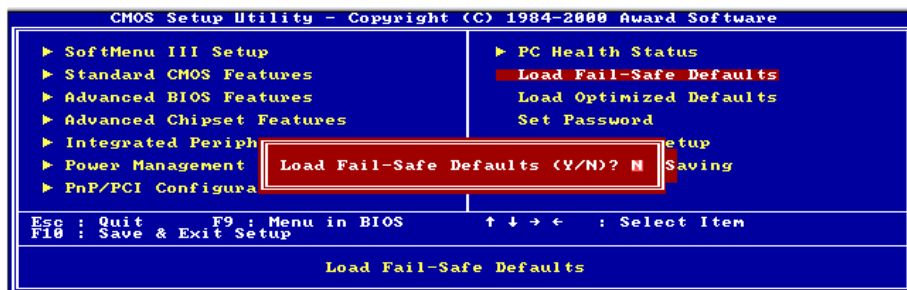 CMOS Setup Utility - Copyright (C) 1984-2000 Award Software
► SoftMenu III Setup
► Standard CMOS Features
► Advanced BIOS Features
► Advanced Chipset Features
► Integrated Periph
► Power Management
► PnP/PCI Configura
► PC Health Status
Load Fail-Safe Defaults
Load Optimized Defaults
Set Password
etup
Saving
Load Fail-Safe Defaults (Y/N)? N
Esc : Quit F9 : Menu in BIOS ↑ ↓ → ← : Select Item
F10 : Save & Exit Setup
Load Fail-Safe Defaults